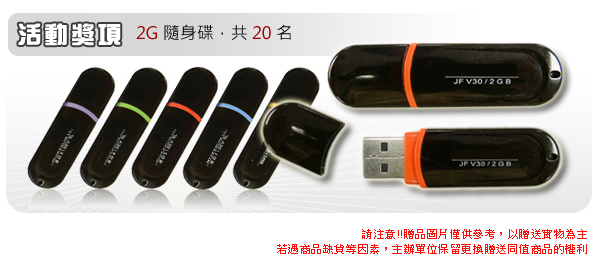 活動獎項 2G 隨身碟．共 20 名
JF V30 / 2 G B
JF V30 / 2 G B
請注意!!贈品圖片僅供參考，以贈送實物為主
若遇商品缺貨等因素，主辦單位保留更換贈送同值商品的權利